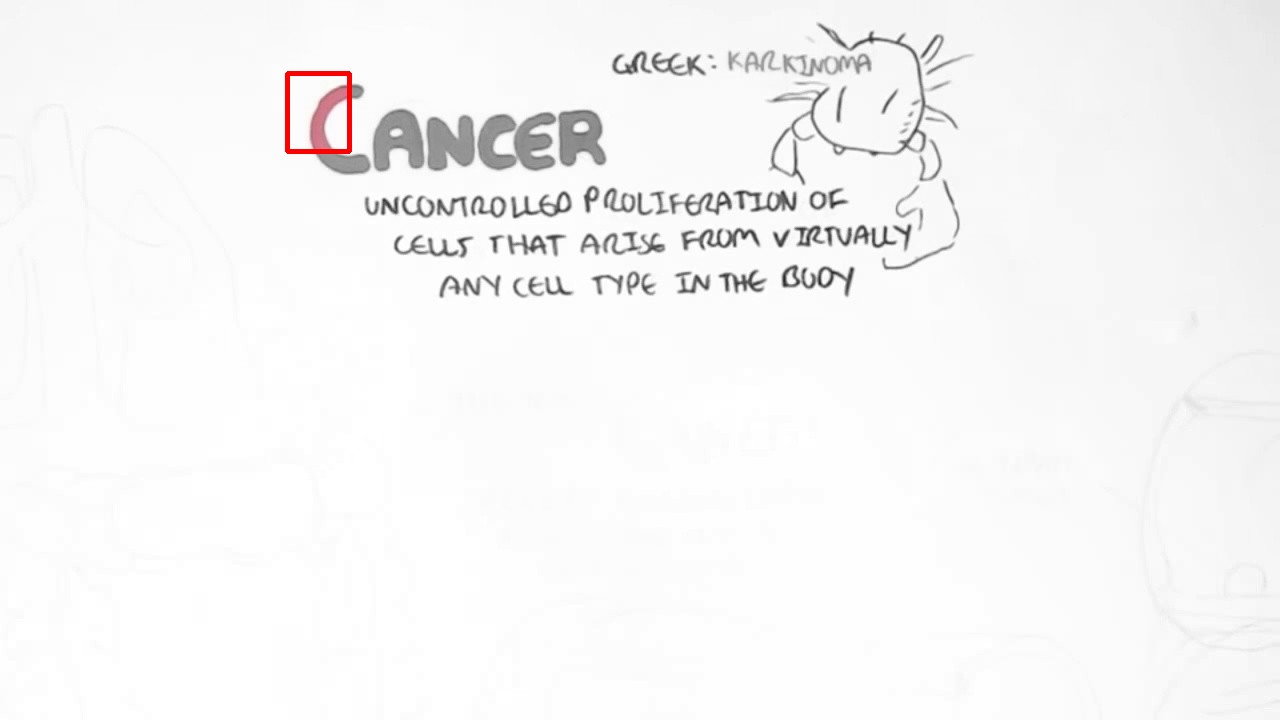 GREEK: KARKINOMA
CANCER
UNCONTROLLED PROLIFERATION OF
CELLS THAT ARISE FROM VIRTUALLY
ANY CELL TYPE IN THE BODY